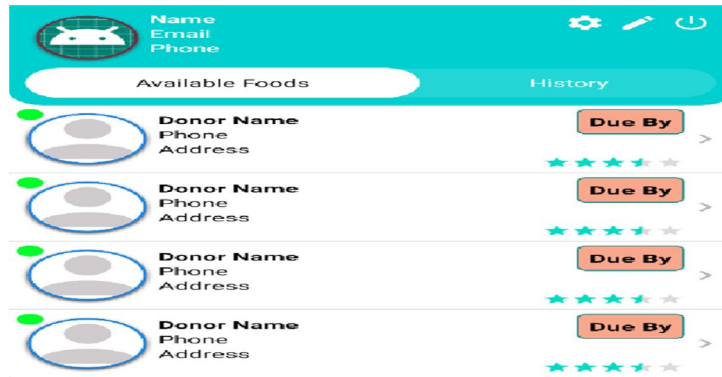 Name
Email
Phone
Available Foods
History
Donor Name
Phone
Address
Due By
Donor Name
Phone
Address
Due By
Donor Name
Phone
Address
Due By
Donor Name
Phone
Address
Due By